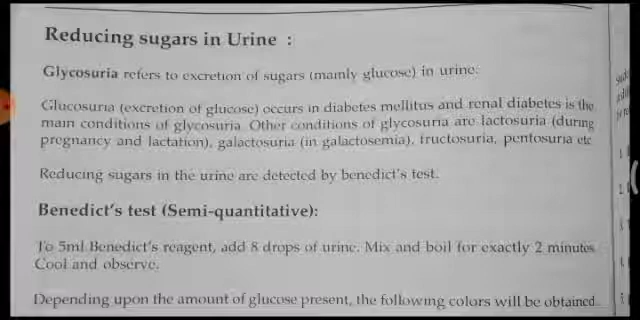 Reducing sugars in Urine :
Glycosuria refers to excretion of sugars (mainly glucose) in urine:
Glucosuria (excretion of glucose) occurs in diabetes mellitus and renal diabetes is the
main conditions of glycosuria. Other conditions of glycosuria are lactosuria (during
pregnancy and lactation), galactosuria (in galactosemia), fructosuria, pentosuria etc
Reducing sugars in the urine are detected by benedict's test.
Benedict's test (Semi-quantitative):
To 5ml Benedict's reagent, add 8 drops of urine. Mix and boil for exactly 2 minutes.
Cool and observe.
Depending upon the amount of glucose present, the following colors will be obtained.